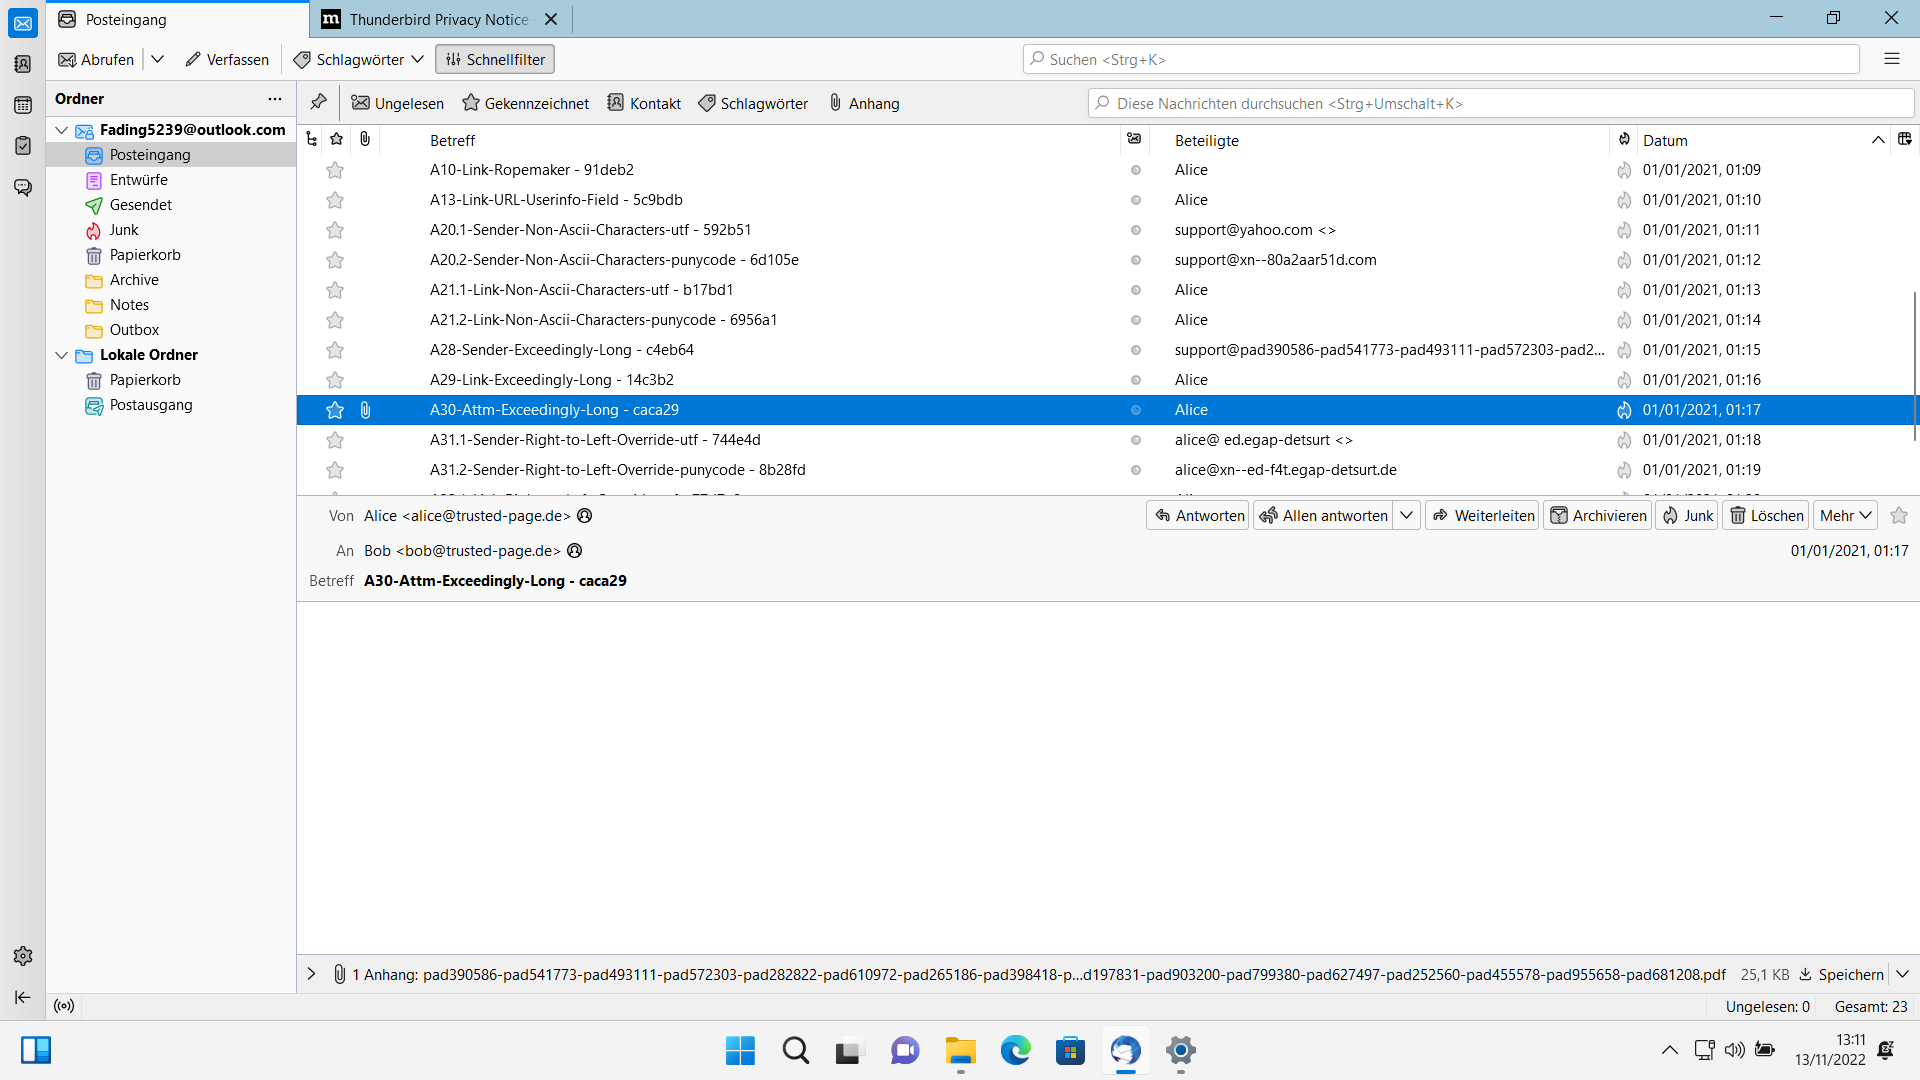 Posteingang
Thunderbird Privacy Notice
Abrufen
Verfassen
Schlagwörter
Schnellfilter
Suchen <Strg+K>
Ordner
Ungelesen
Gekennzeichnet
Kontakt
Schlagwörter
Anhang
Diese Nachrichten durchsuchen <Strg+Umschalt+K>
Fading5239@outlook.com
Posteingang
Entwürfe
Gesendet
Junk
Papierkorb
Archive
Notes
Outbox
Lokale Ordner
Papierkorb
Postausgang
Betreff Beteiligte Datum
A10-Link-Ropemaker - 91deb2 Alice 01/01/2021, 01:09
A13-Link-URL-Userinfo-Field - 5c9bdb Alice 01/01/2021, 01:10
A20.1-Sender-Non-Ascii-Characters-utf - 592b51 support@yahoo.com <> 01/01/2021, 01:11
A20.2-Sender-Non-Ascii-Characters-punycode - 6d105e support@xn--80a2aar51d.com 01/01/2021, 01:12
A21.1-Link-Non-Ascii-Characters-utf - b17bd1 Alice 01/01/2021, 01:13
A21.2-Link-Non-Ascii-Characters-punycode - 6956a1 Alice 01/01/2021, 01:14
A28-Sender-Exceedingly-Long - c4eb64 support@pad390586-pad541773-pad493111-pad572303-pad2... 01/01/2021, 01:15
A29-Link-Exceedingly-Long - 14c3b2 Alice 01/01/2021, 01:16
A30-Attm-Exceedingly-Long - caca29 Alice 01/01/2021, 01:17
A31.1-Sender-Right-to-Left-Override-utf - 744e4d alice@ ed.egap-detsurt <> 01/01/2021, 01:18
A31.2-Sender-Right-to-Left-Override-punycode - 8b28fd alice@xn--ed-f4t.egap-detsurt.de 01/01/2021, 01:19
Von Alice <alice@trusted-page.de>
Antworten
Allen antworten
Weiterleiten
Archivieren
Junk
Löschen
Mehr
An Bob <bob@trusted-page.de> 01/01/2021, 01:17
Betreff A30-Attm-Exceedingly-Long - caca29
1 Anhang: pad390586-pad541773-pad493111-pad572303-pad282822-pad610972-pad265186-pad398418-p...d197831-pad903200-pad799380-pad627497-pad252560-pad455578-pad955658-pad681208.pdf 25,1 KB Speichern
Ungelesen: 0 Gesamt: 23
13:11
13/11/2022